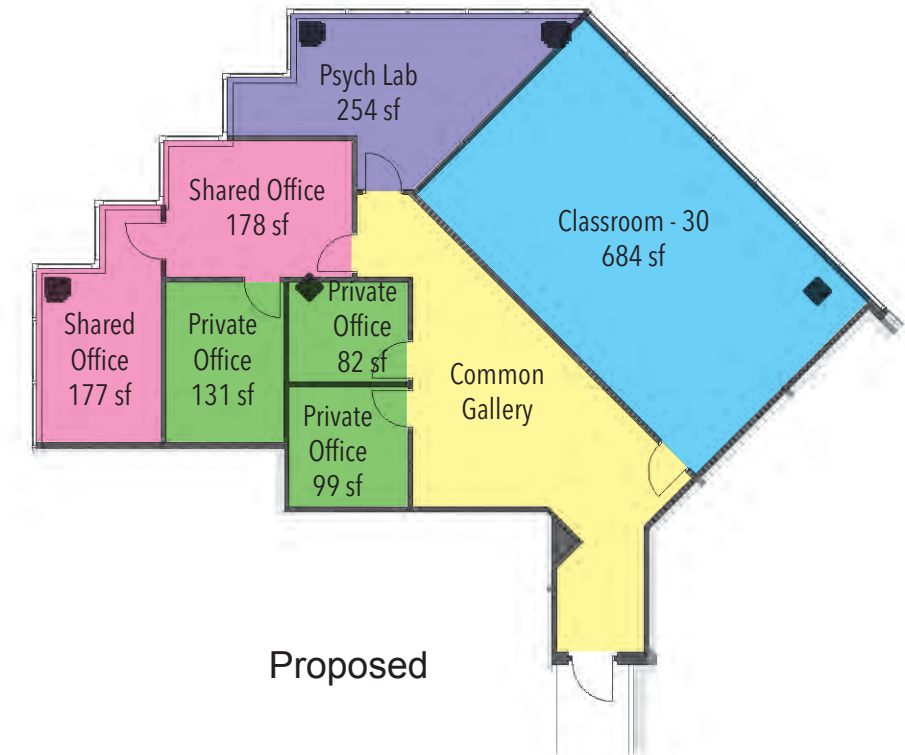 Psych Lab
254 sf
Shared Office
178 sf
Classroom - 30
684 sf
Shared
Office
177 sf
Private
Office
131 sf
Private
Office
82 sf
Private
Office
99 sf
Common
Gallery
Proposed